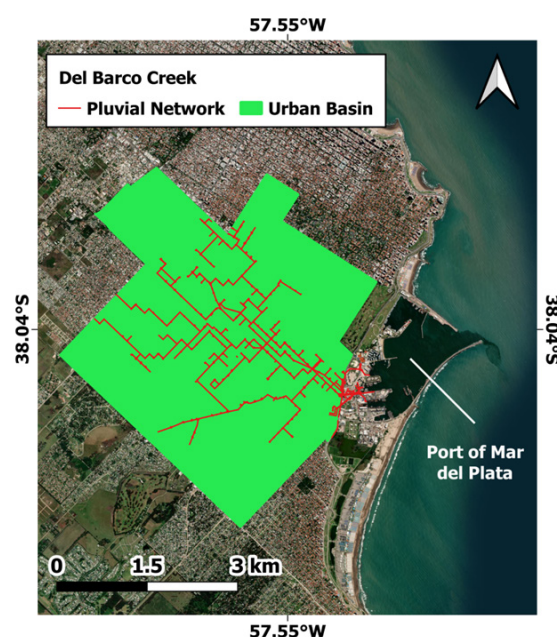 57.55°W
Del Barco Creek
Pluvial Network Urban Basin
38.04°S
38.04°S
Port of Mar
del Plata
0 1.5 3 km
57.55°W